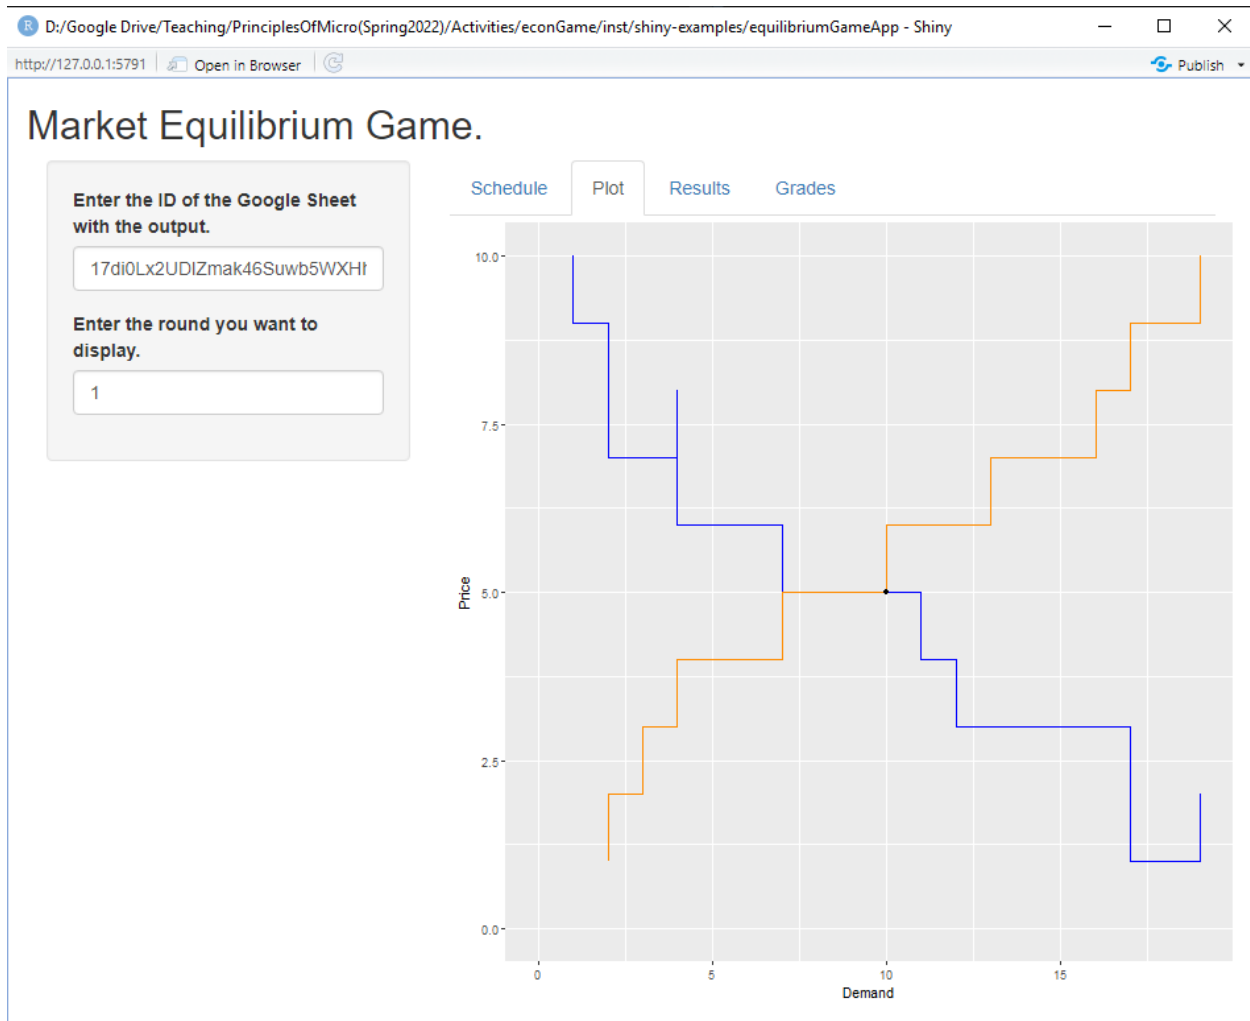 D:/Google Drive/Teaching/PrinciplesOfMicro(Spring2022)/Activities/econGame/inst/shiny-examples/equilibriumGameApp - Shiny
http://127.0.0.1:5791 Open in Browser Publish
Market Equilibrium Game.
Enter the ID of the Google Sheet
with the output.
Enter the round you want to
display.
1
Schedule Plot Results Grades
10.0
7.5
Price
5.0
2.5
0.0
0 5 10 15
Demand